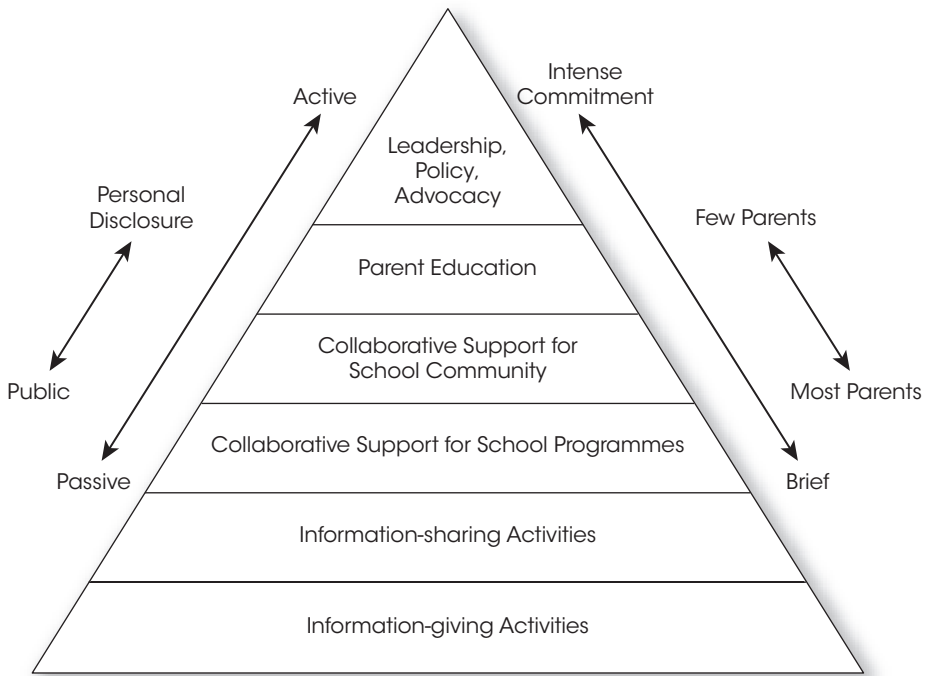 Intense
Commitment
Active
Leadership,
Policy,
Advocacy
Personal
Disclosure
Few Parents
Parent Education
Collaborative Support for
School Community
Public
Most Parents
Collaborative Support for School Programmes
Passive
Brief
Information-sharing Activities
Information-giving Activities